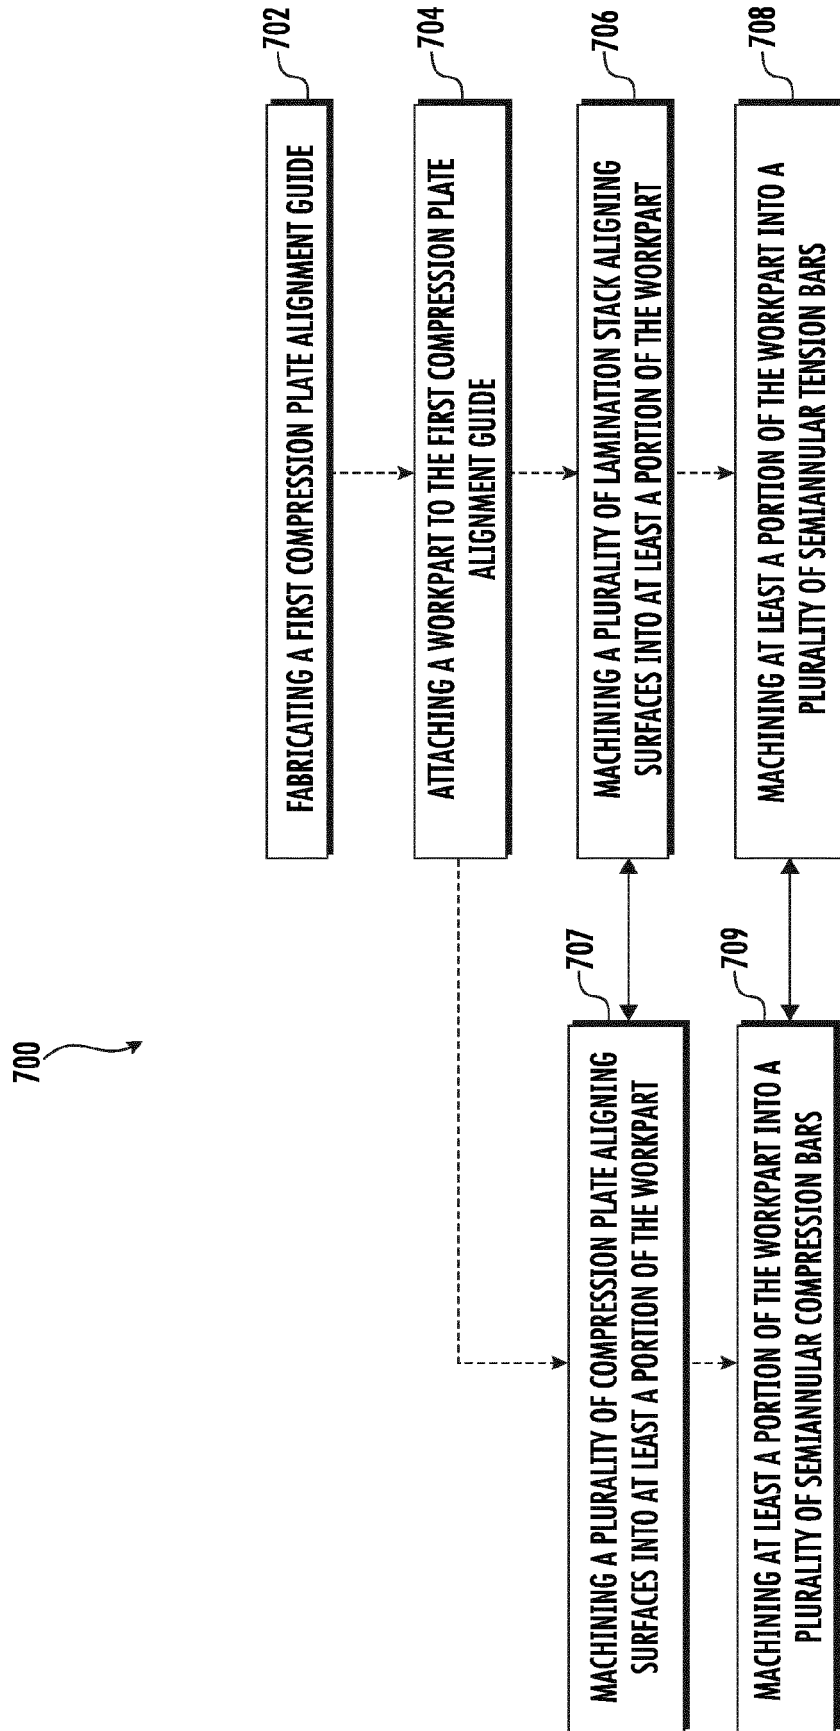 700
702
FABRICATING A FIRST COMPRESSION PLATE ALIGNMENT GUIDE
704
ATTACHING A WORKPART TO THE FIRST COMPRESSION PLATE
ALIGNMENT GUIDE
706
MACHINING A PLURALITY OF LAMINATION STACK ALIGNING
SURFACES INTO AT LEAST A PORTION OF THE WORKPART
707
MACHINING A PLURALITY OF COMPRESSION PLATE ALIGNING
SURFACES INTO AT LEAST A PORTION OF THE WORKPART
708
MACHINING AT LEAST A PORTION OF THE WORKPART INTO A
PLURALITY OF SEMIANNULAR TENSION BARS
709
MACHINING AT LEAST A PORTION OF THE WORKPART INTO A
PLURALITY OF SEMIANNULAR COMPRESSION BARS